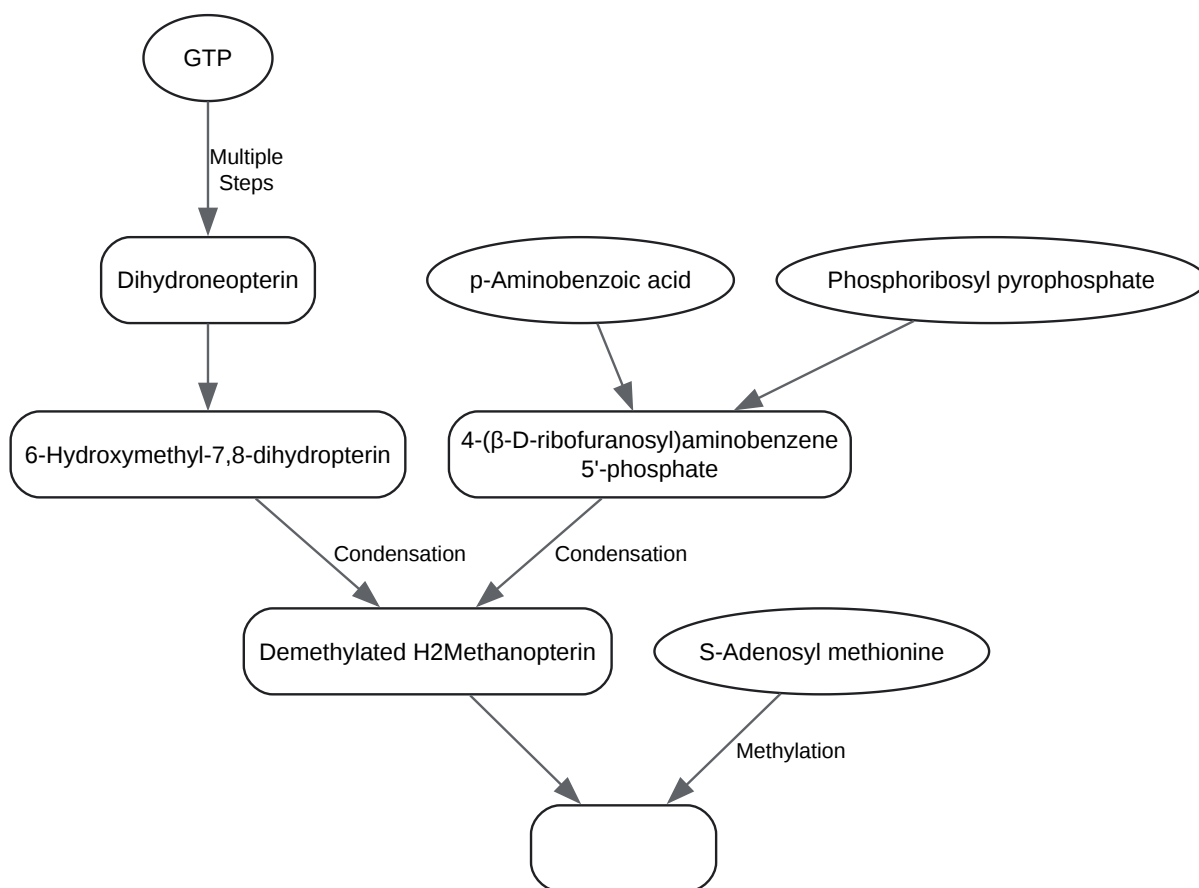 GTP
Multiple
Steps
Dihydroneopterin
p-Aminobenzoic acid
Phosphoribosyl pyrophosphate
6-Hydroxymethyl-7,8-dihydropterin
4-(β-D-ribofuranosyl)aminobenzene
5'-phosphate
Condensation
Condensation
Demethylated H2Methanopterin
S-Adenosyl methionine
Methylation